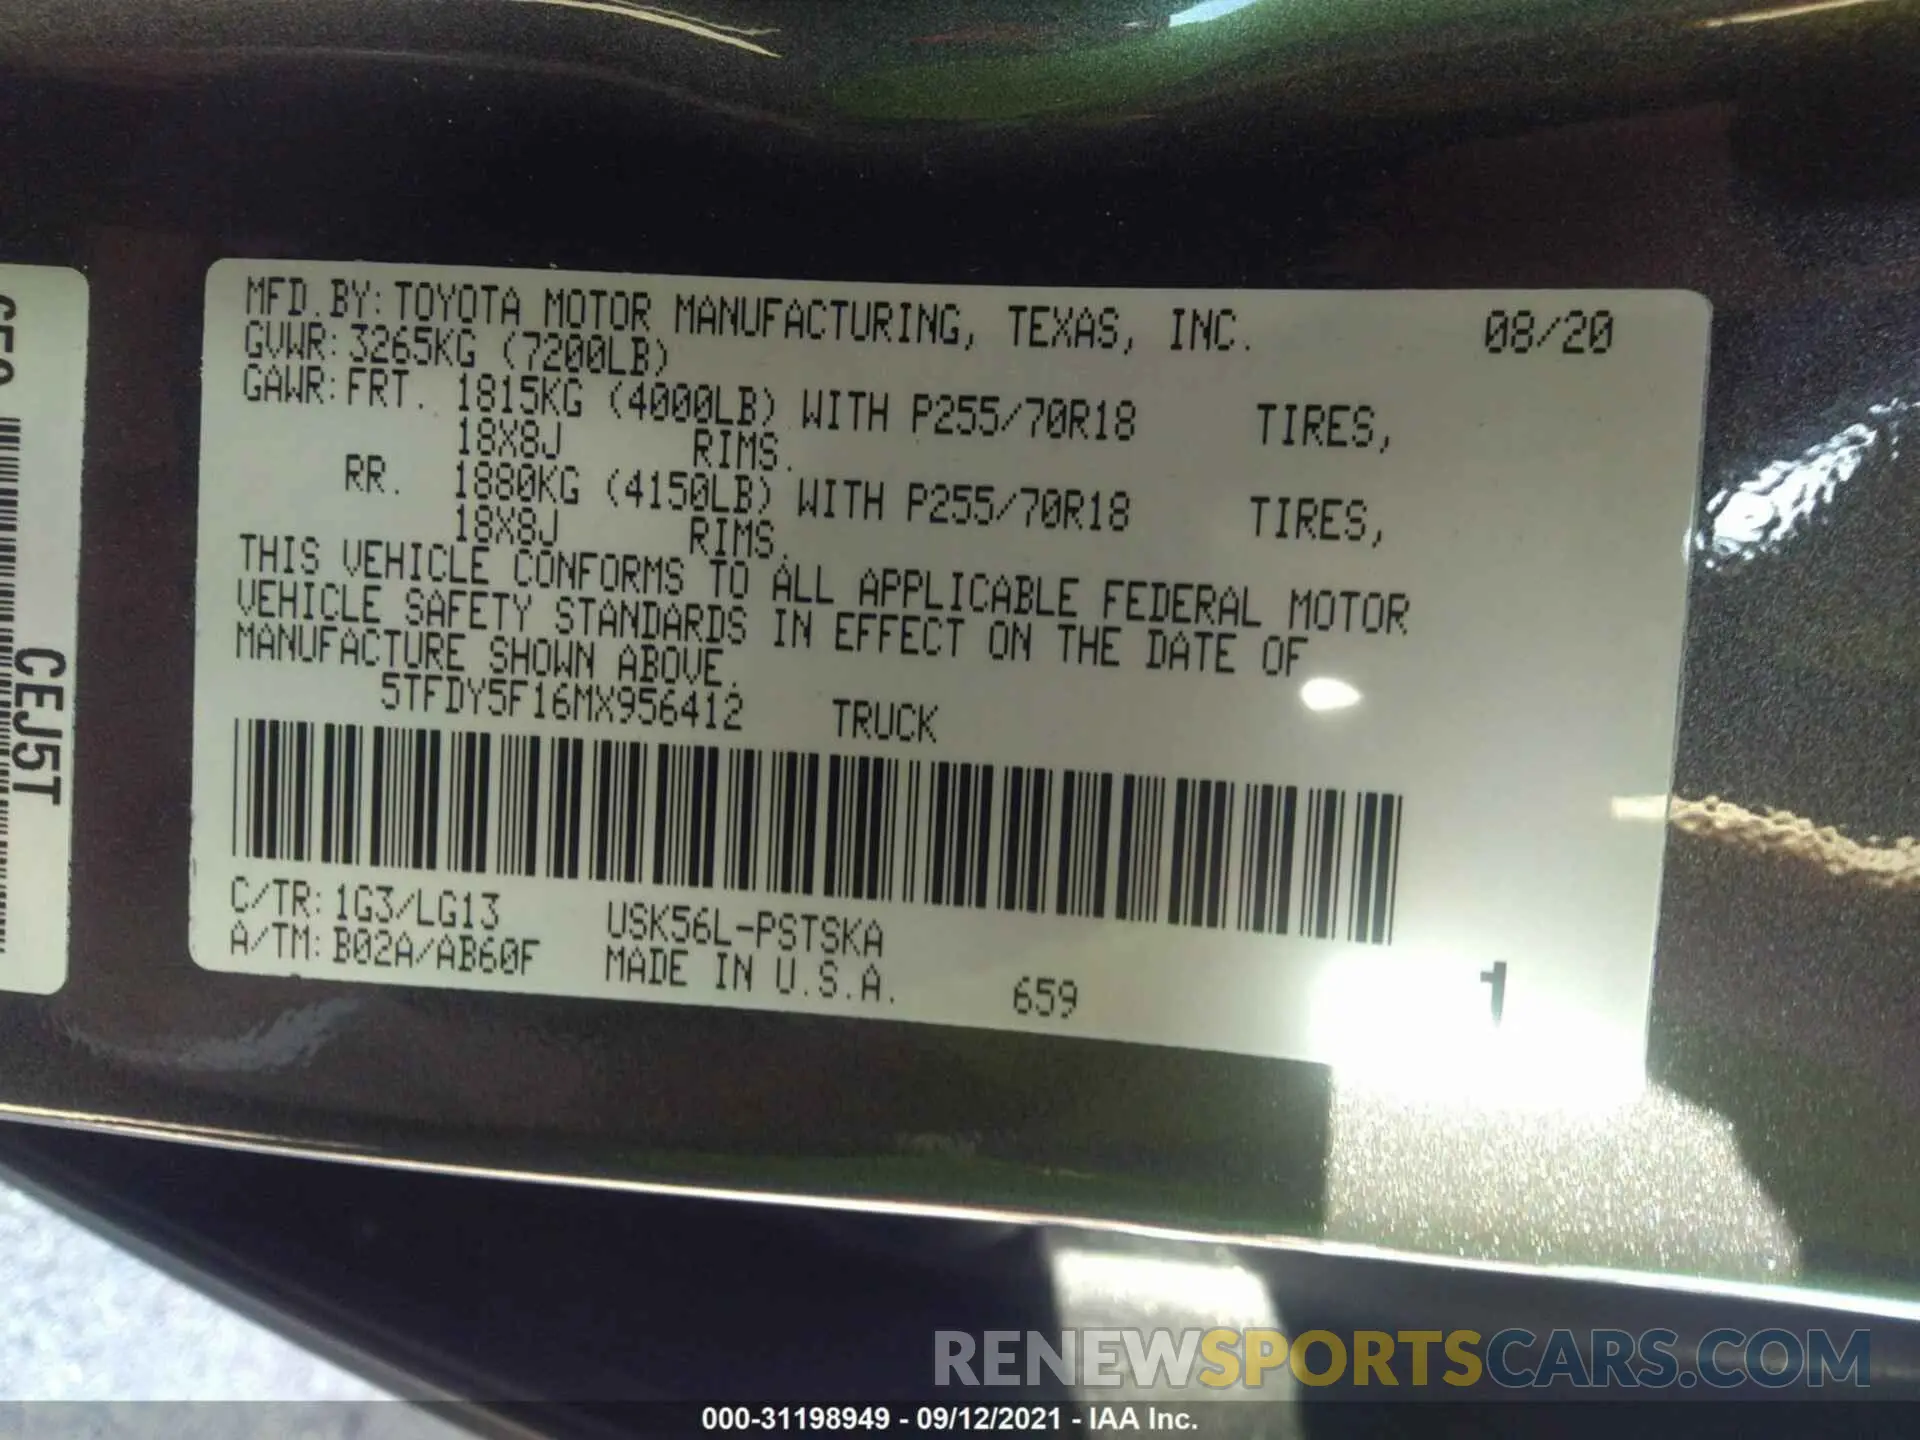 MFD.BY:TOYOTA MOTOR MANUFACTURING, TEXAS, INC. 08/20
GVWR:3265KG (7200LB)
GAWR:FRT. 1815KG (4000LB) WITH P255/70R18 TIRES,
18X8J RIMS.
RR. 1880KG (4150LB) WITH P255/70R18 TIRES,
18X8J RIMS.
THIS VEHICLE CONFORMS TO ALL APPLICABLE FEDERAL MOTOR
VEHICLE SAFETY STANDARDS IN EFFECT ON THE DATE OF
MANUFACTURE SHOWN ABOVE.
5TFDY5F16MX956412 TRUCK
C/TR:1G3/LG13 USK56L-PSTSKA
A/TM:B02A/AB60F MADE IN U.S.A. 659 1
CEJ5T
RENEWSPORTSCARS.COM
000-31198949 - 09/12/2021 - IAA Inc.